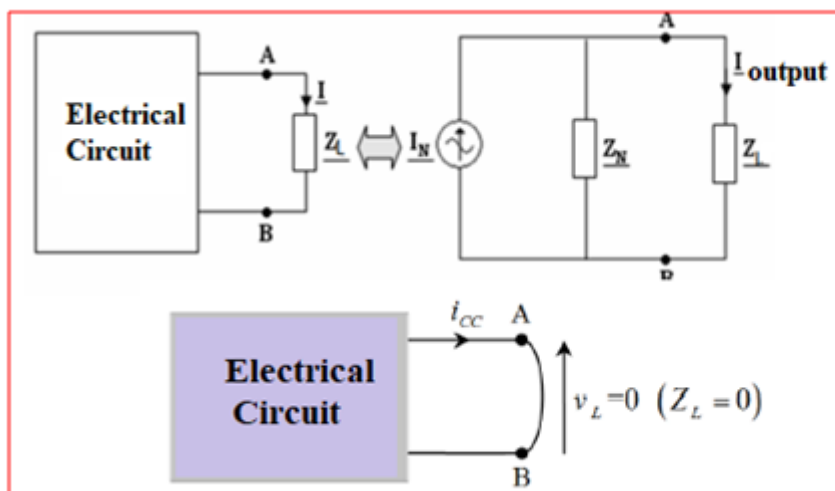 A
A
I
I output
Electrical
Circuit
Z_L
I_N
Z_N
Z_L
B
i_CC
A
Electrical
Circuit
v_L=0 (Z_L=0)
B